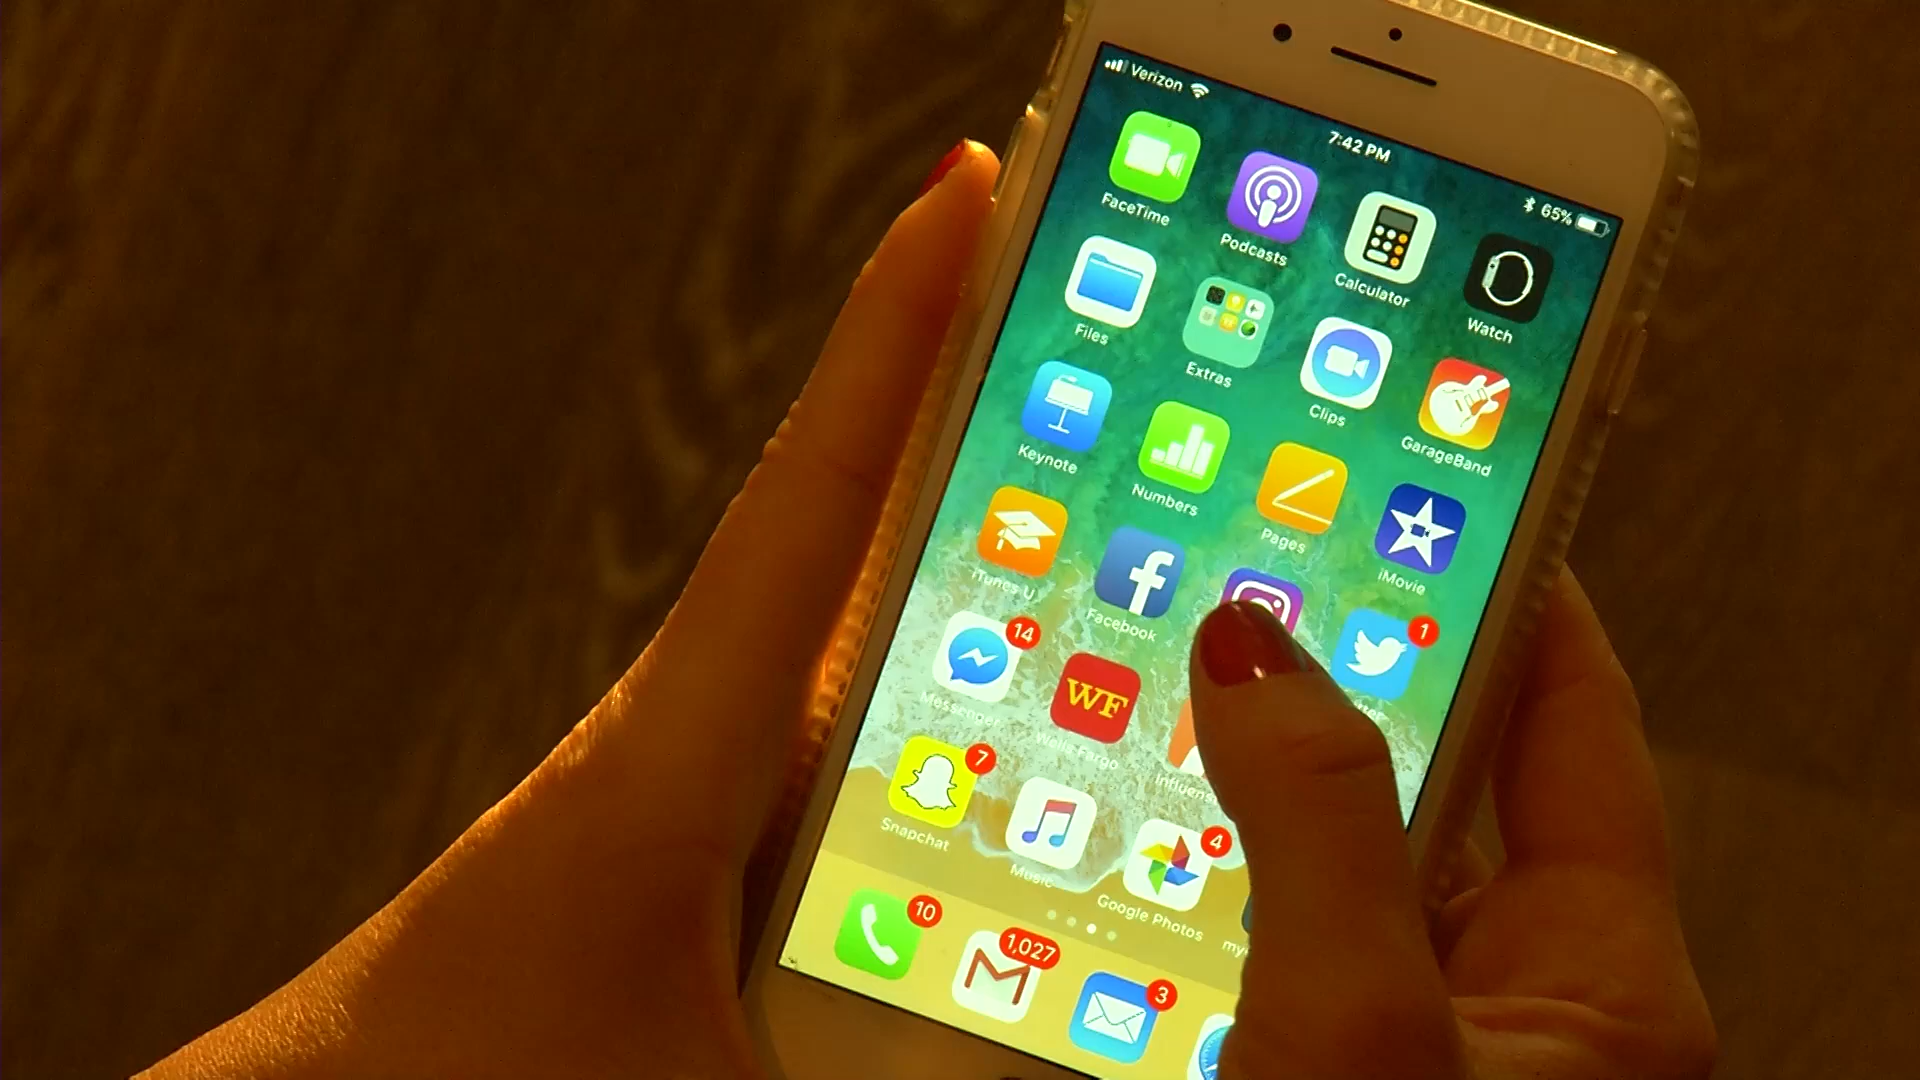 Verizon
7:42 PM
65%
FaceTime
Podcasts
Calculator
Watch
Files
Extras
Clips
GarageBand
Keynote
Numbers
Pages
iMovie
iTunes U
Facebook
1
14
Messenger
WF
Wells Fargo
7
Snapchat
Music
4
Google Photos
my
10
1,027
3